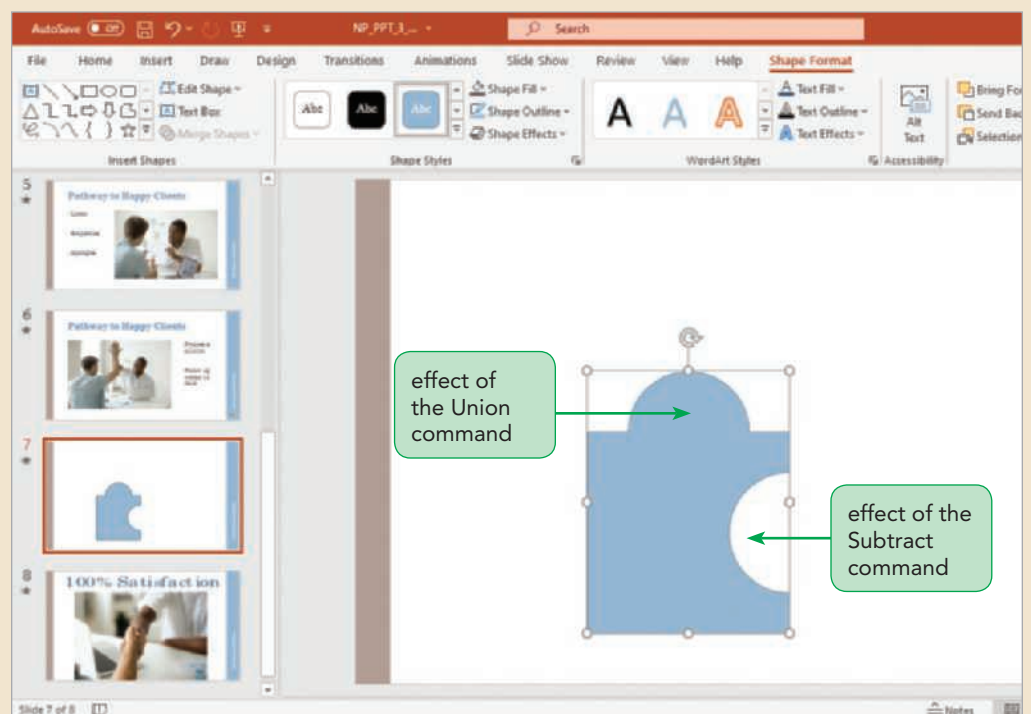 AutoSave Off NP_PPT_3_... Search
File Home Insert Draw Design Transitions Animations Slide Show Review View Help Shape Format
Edit Shape
Text Box
Merge Shapes
Insert Shapes
Abc Abc Abc
Shape Fill
Shape Outline
Shape Effects
Shape Styles
A A A
Text Fill
Text Outline
Text Effects
WordArt Styles
Alt
Text
Accessibility
Bring Fo
Send Bac
Selection
5
Pathway to Happy Clients
Listen
6
Pathway to Happy Clients
7
8
100% Satisfaction
effect of
the Union
command
effect of the
Subtract
command
Slide 7 of 8
Notes